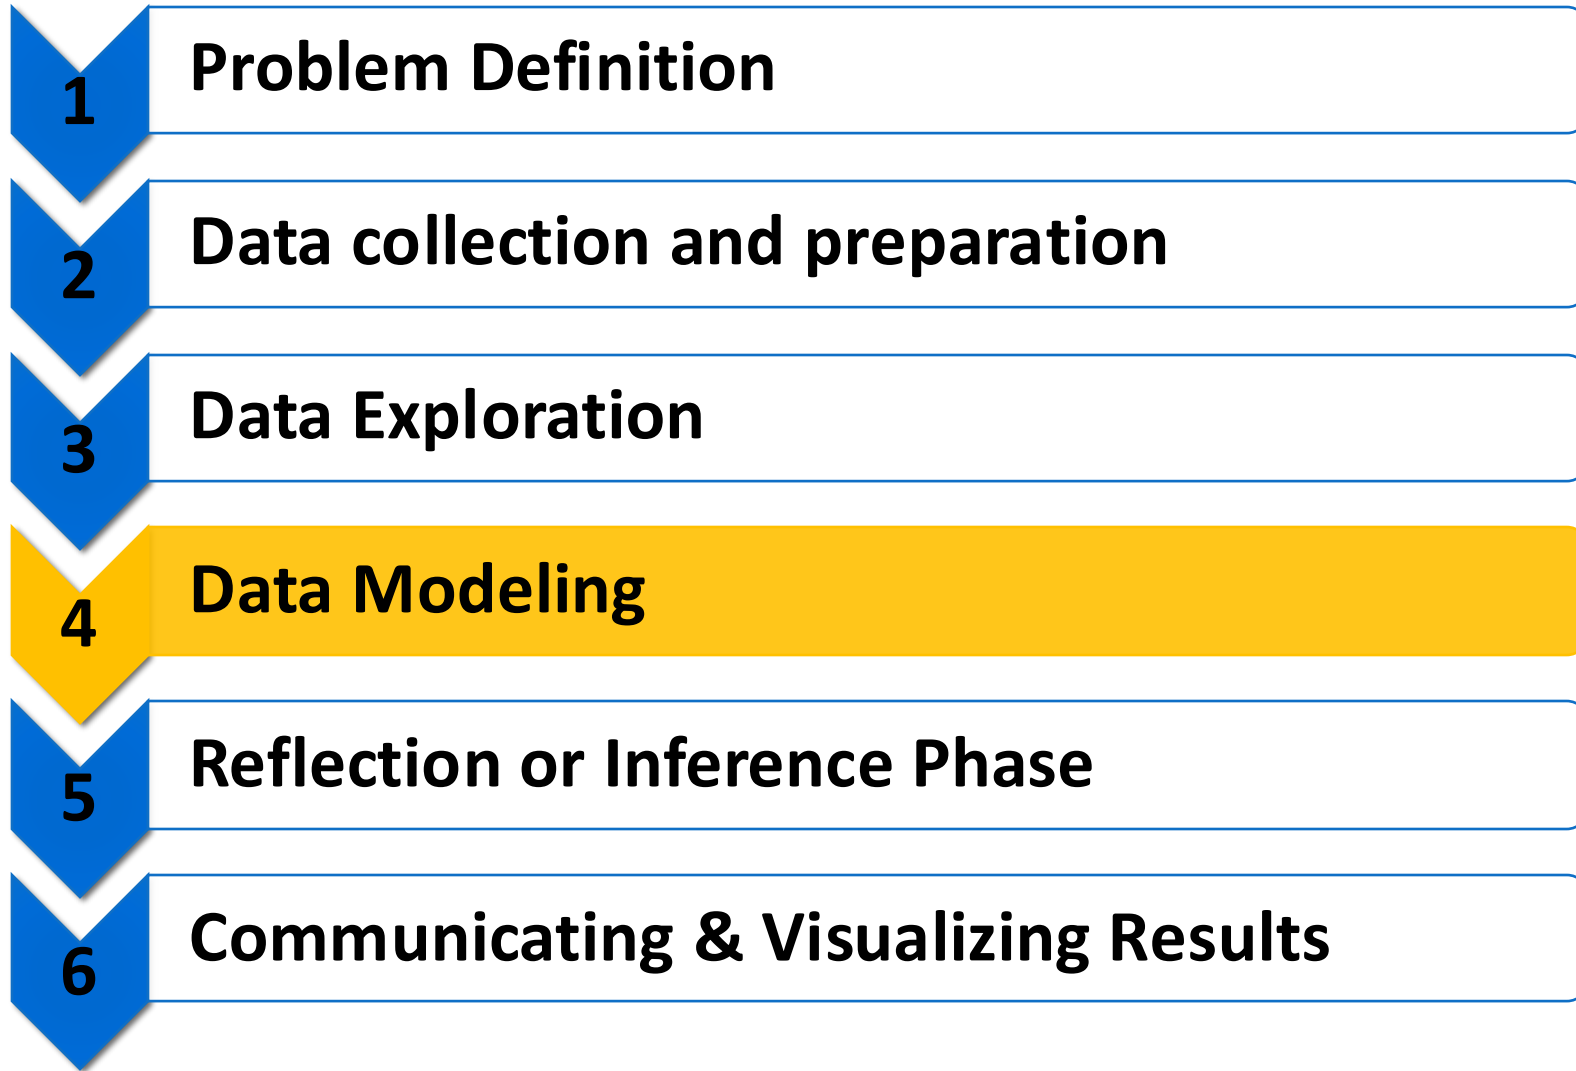 1 Problem Definition
2 Data collection and preparation
3 Data Exploration
4 Data Modeling
5 Reflection or Inference Phase
6 Communicating & Visualizing Results